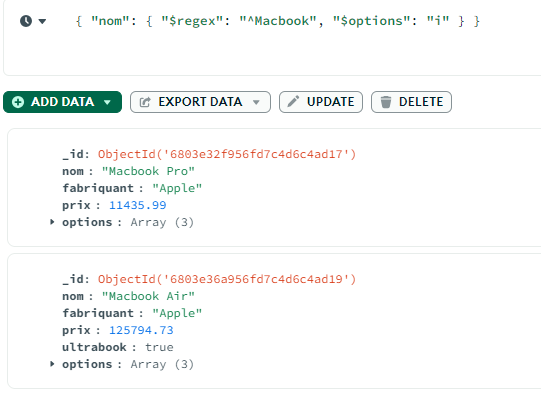 { "nom": { "$regex": "^Macbook", "$options": "i" } }
ADD DATA EXPORT DATA UPDATE DELETE
_id: ObjectId('6803e32f956fd7c4d6c4ad17')
nom : "Macbook Pro"
fabriquant : "Apple"
prix : 11435.99
options : Array (3)
_id: ObjectId('6803e36a956fd7c4d6c4ad19')
nom : "Macbook Air"
fabriquant : "Apple"
prix : 125794.73
ultrabook : true
options : Array (3)